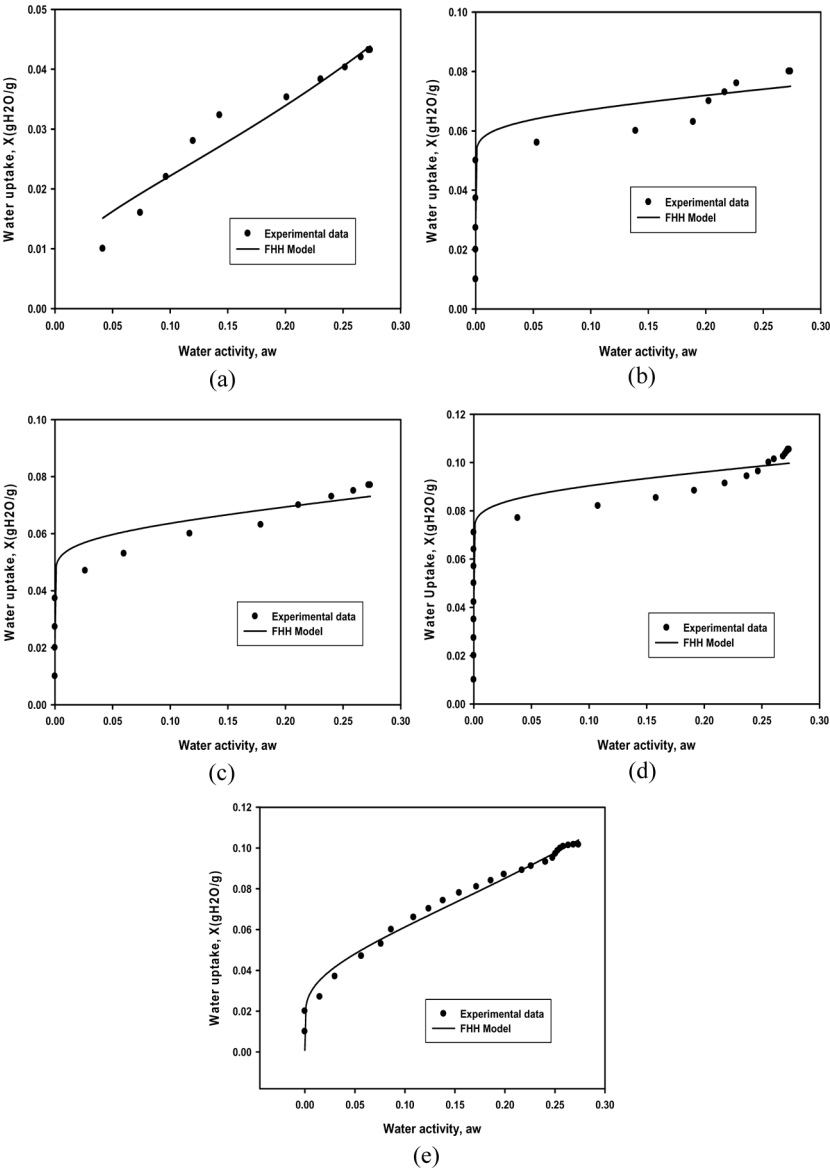 Water uptake, X(gH2O/g)
0.05
0.04
0.03
0.02
0.01
0.00
Experimental data
FHH Model
0.00 0.05 0.10 0.15 0.20 0.25 0.30
Water activity, aw
(a)
Water uptake, X(gH2O/g)
0.10
0.08
0.06
0.04
0.02
0.00
Experimental data
FHH Model
0.00 0.05 0.10 0.15 0.20 0.25 0.30
Water activity, aw
(b)
Water uptake, X(gH2O/g)
0.10
0.08
0.06
0.04
0.02
0.00
Experimental data
FHH Model
0.00 0.05 0.10 0.15 0.20 0.25 0.30
Water activity, aw
(c)
Water Uptake, X(gH2O/g)
0.12
0.10
0.08
0.06
0.04
0.02
0.00
Experimental data
FHH Model
0.00 0.05 0.10 0.15 0.20 0.25 0.30
Water activity, aw
(d)
Water uptake, X(gH2O/g)
0.12
0.10
0.08
0.06
0.04
0.02
0.00
Experimental data
FHH Model
0.00 0.05 0.10 0.15 0.20 0.25 0.30
Water activity, aw
(e)